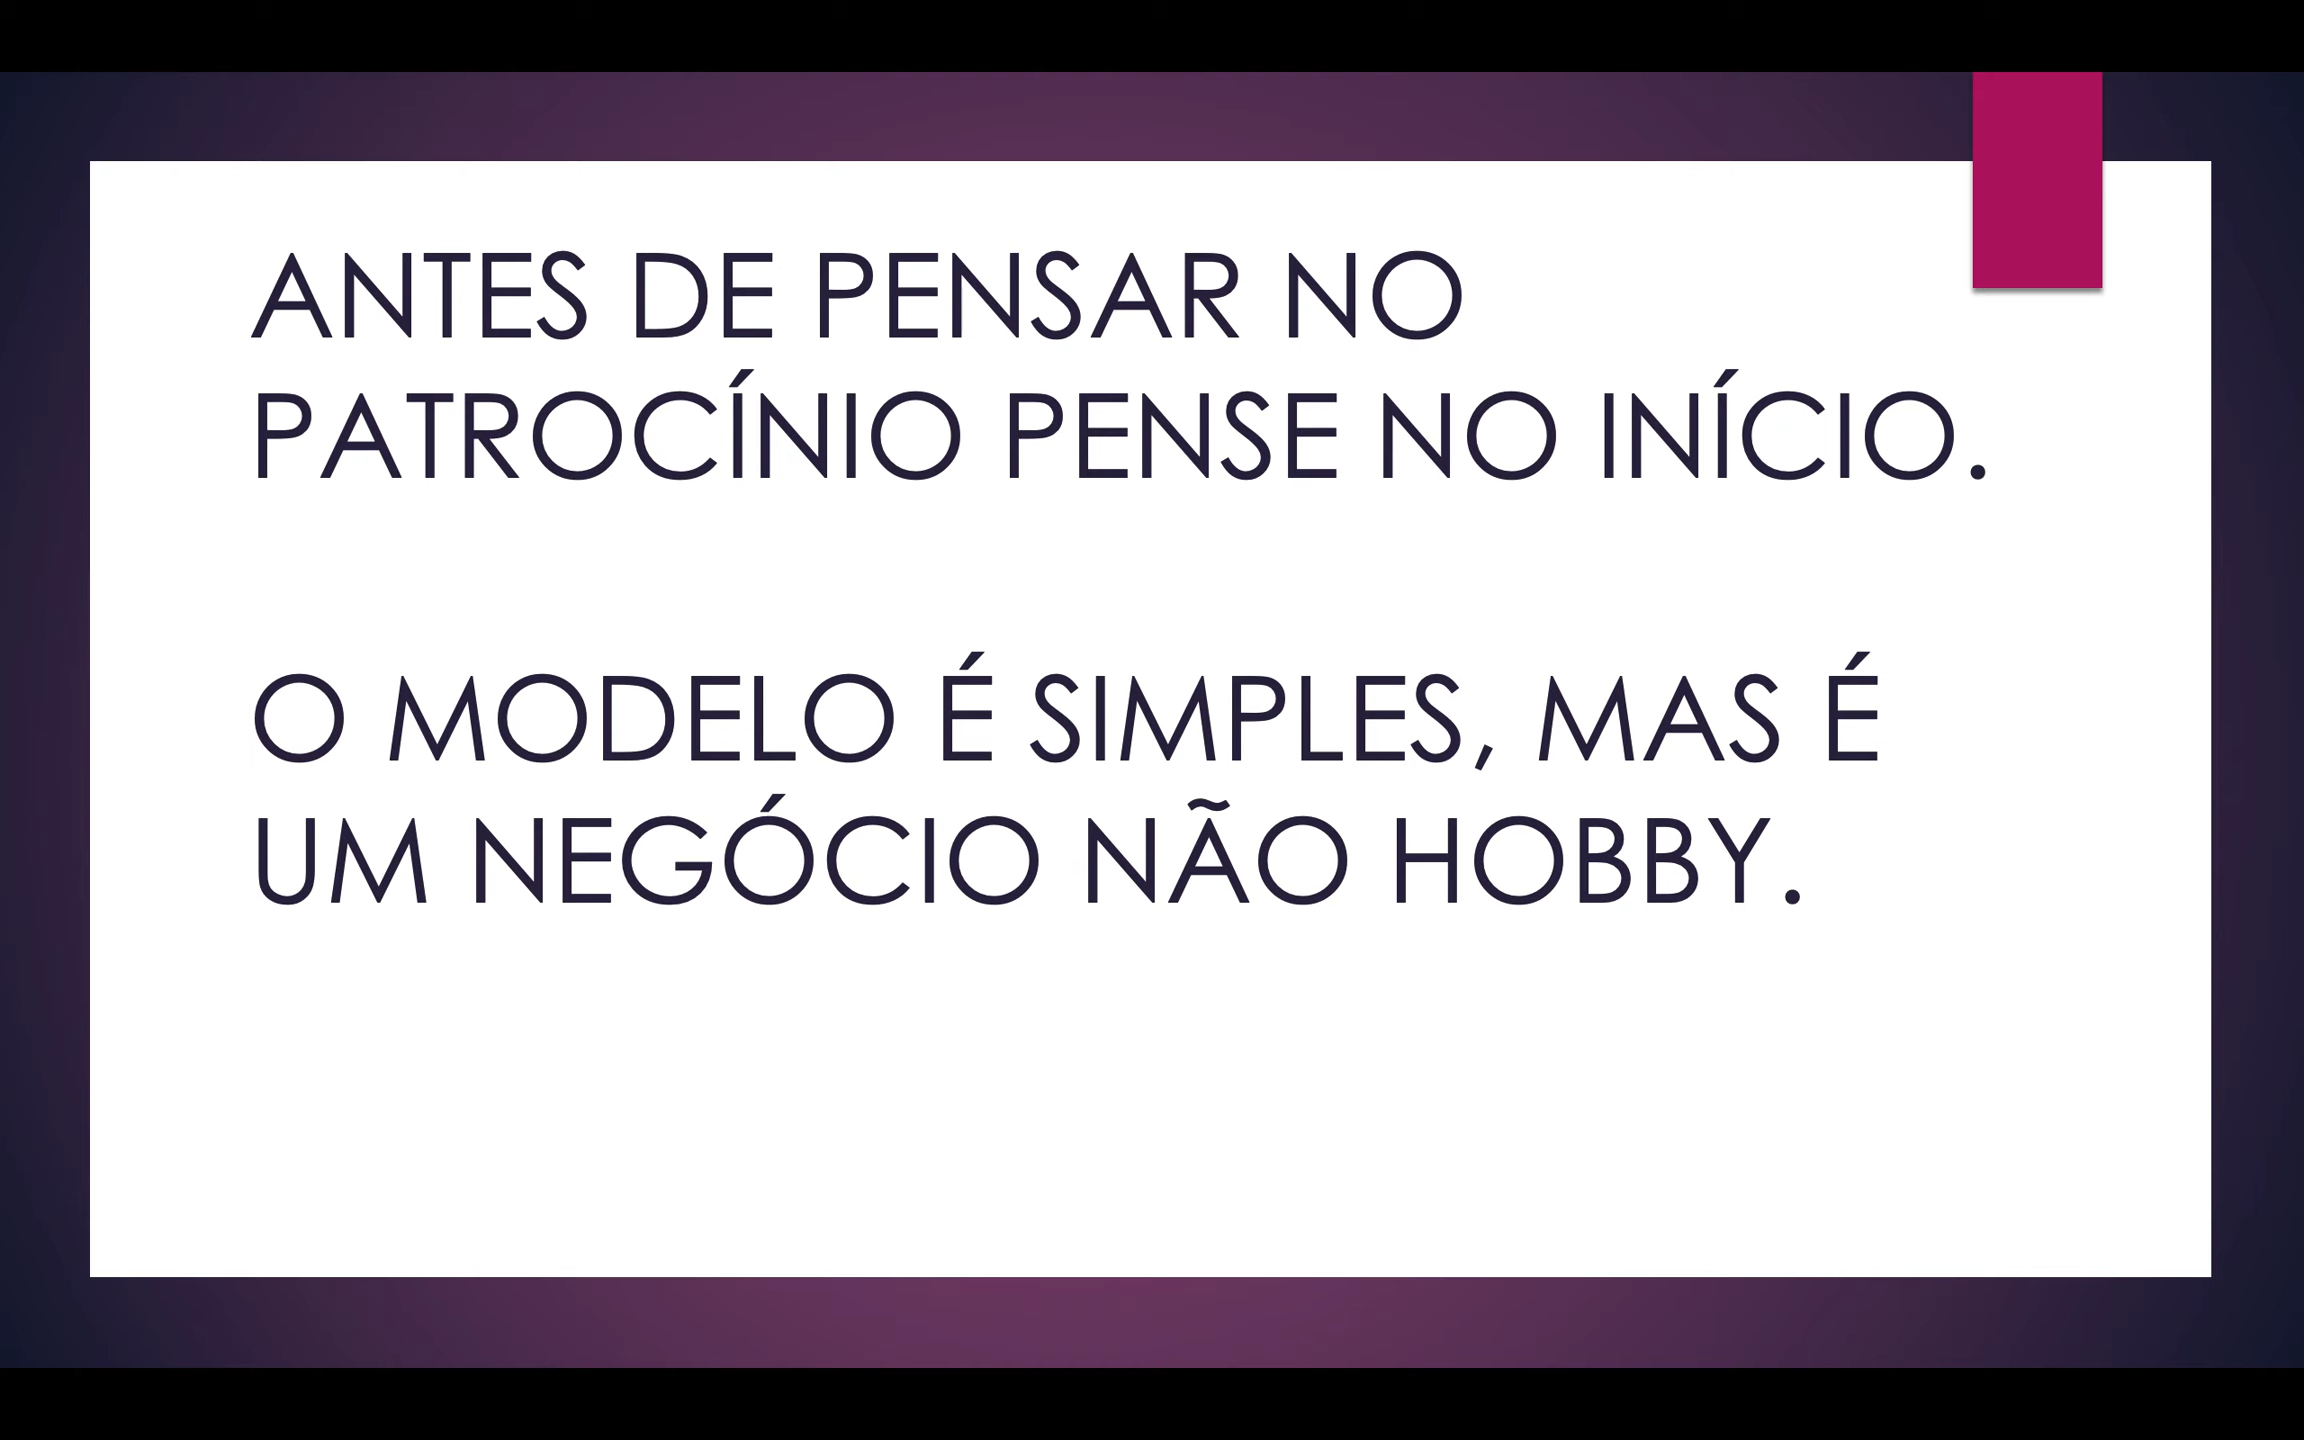 ANTES DE PENSAR NO
PATROCÍNIO PENSE NO INÍCIO.
O MODELO É SIMPLES, MAS É
UM NEGÓCIO NÃO HOBBY.